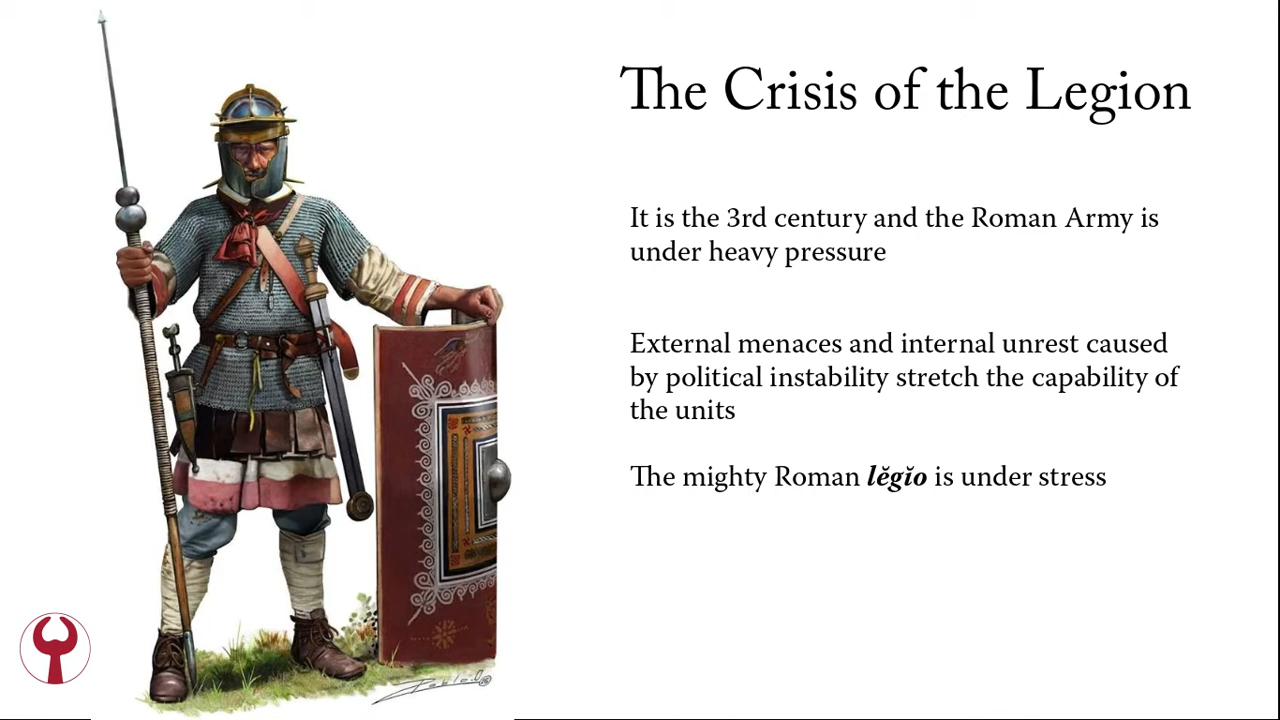 The Crisis of the Legion
It is the 3rd century and the Roman Army is
under heavy pressure
External menaces and internal unrest caused
by political instability stretch the capability of
the units
The mighty Roman lĕgĭo is under stress